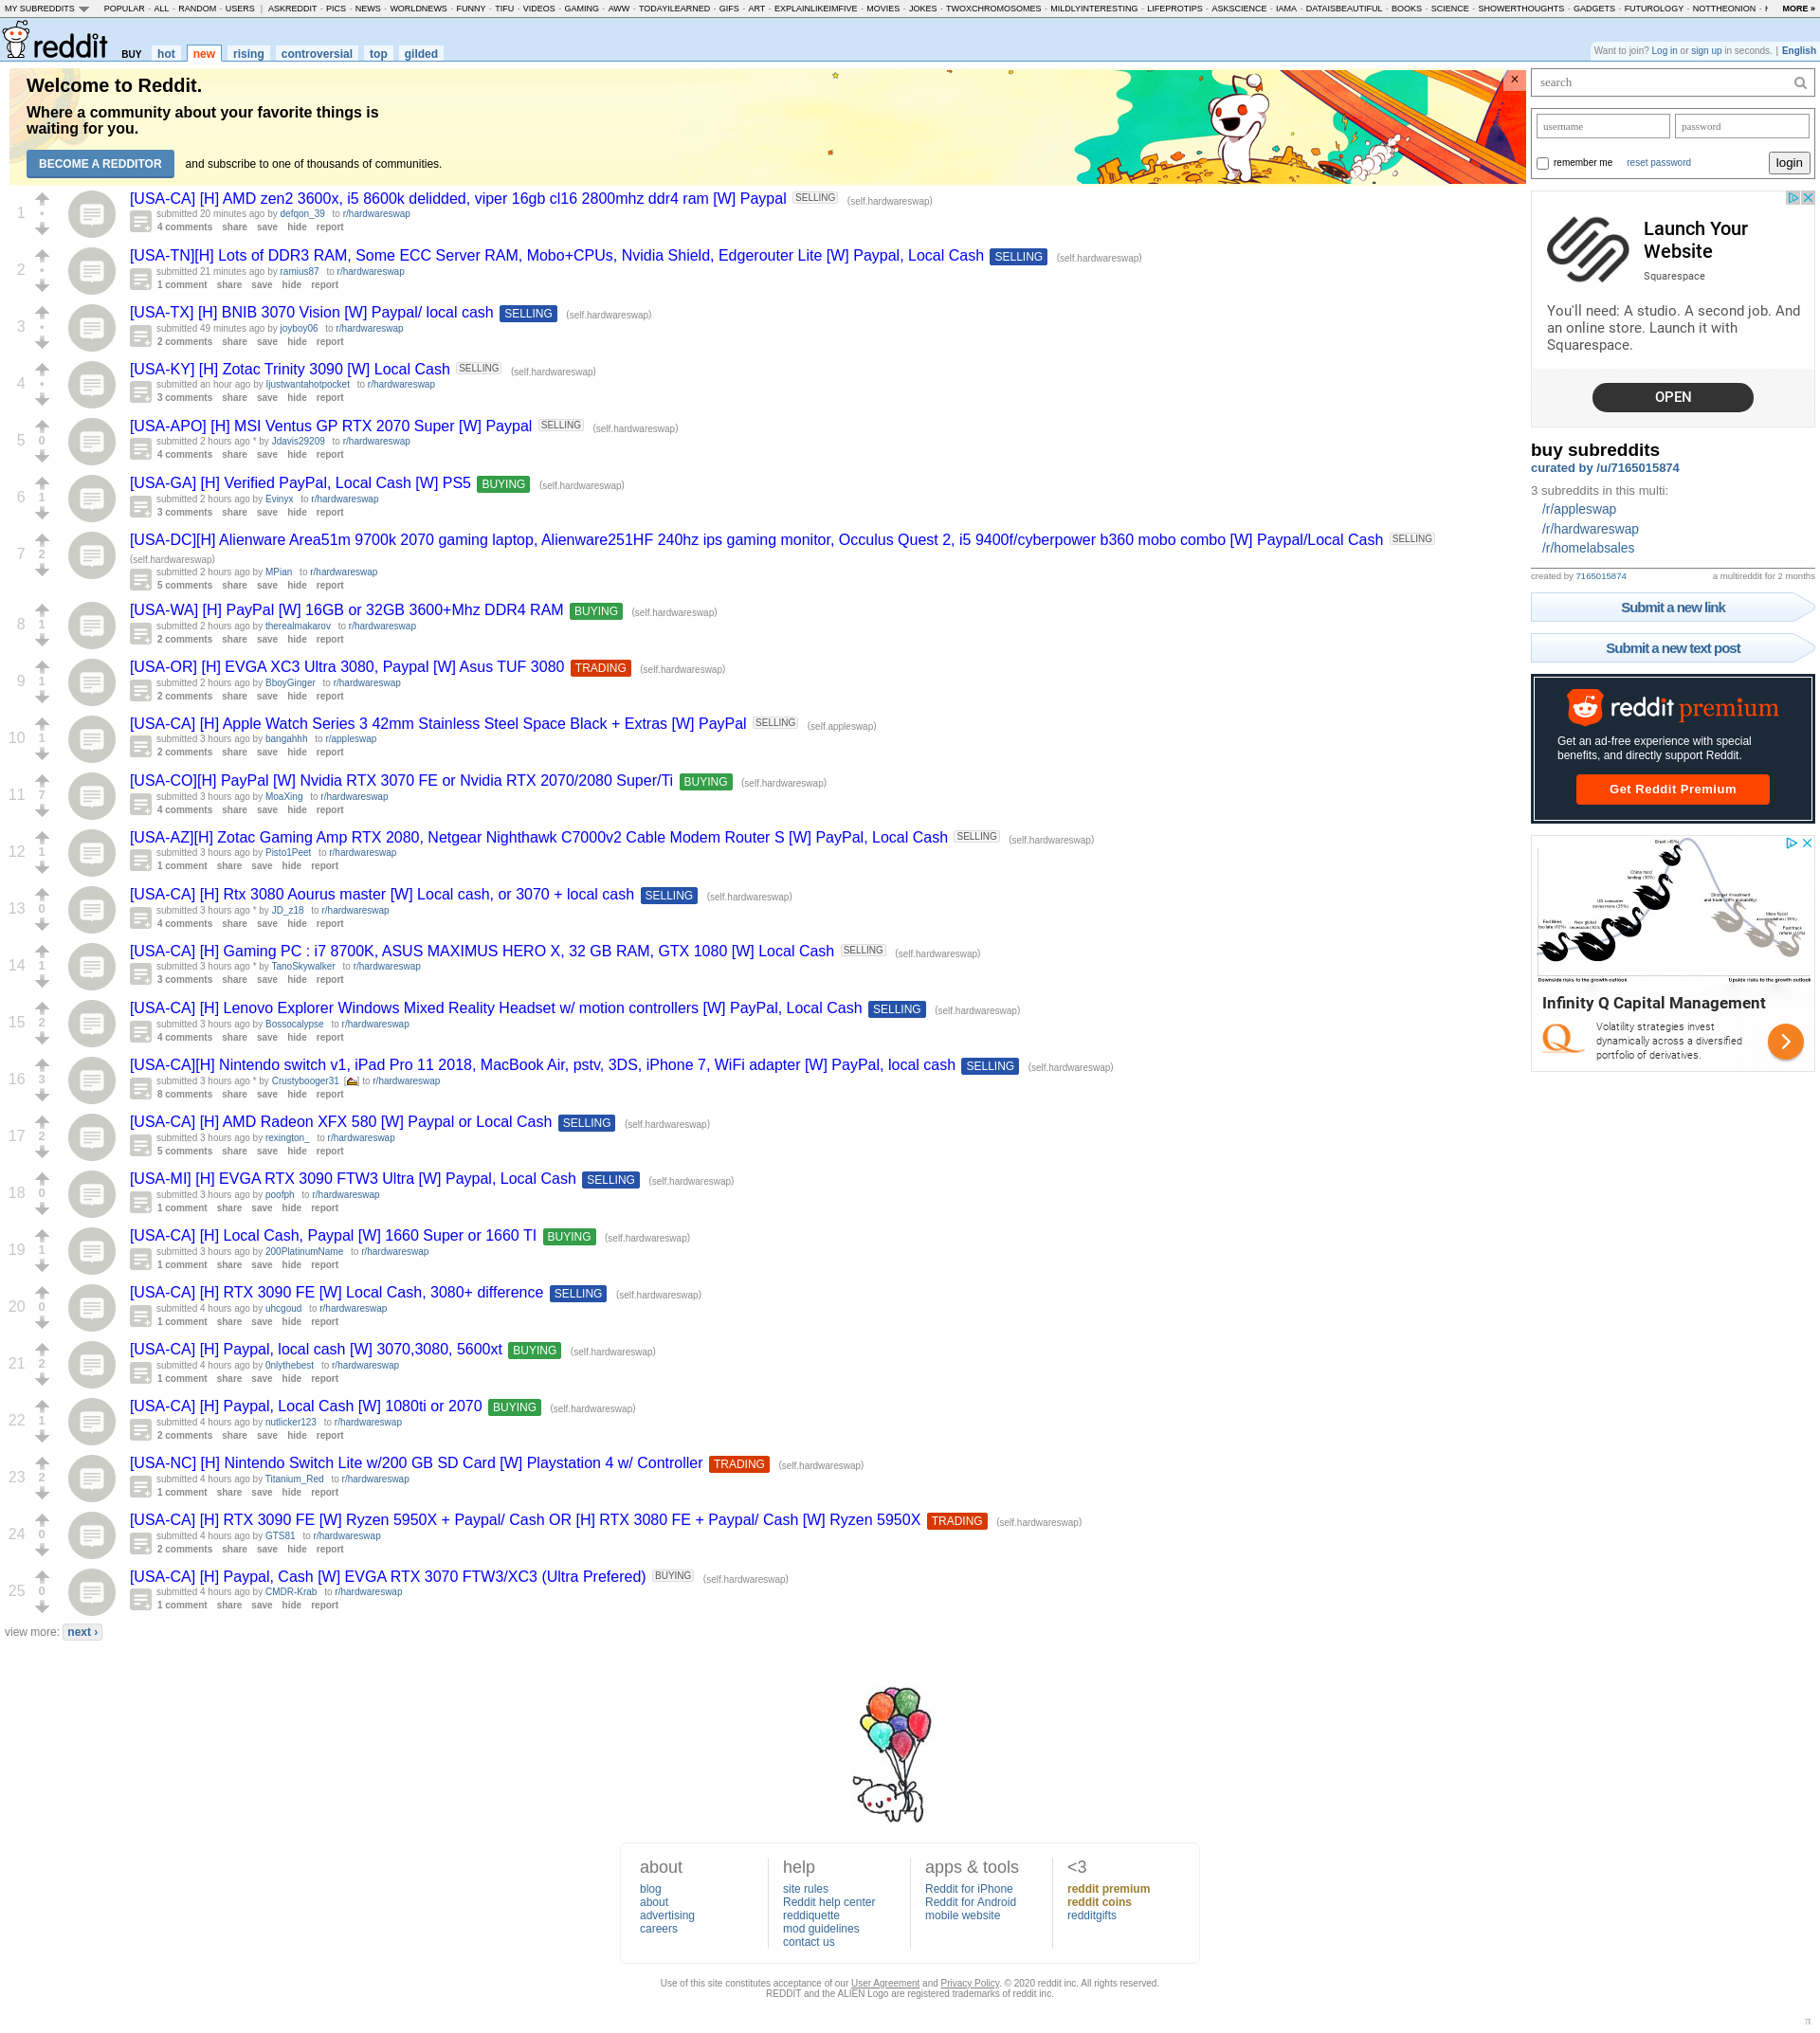 MY SUBREDDITS POPULAR - ALL - RANDOM - USERS | ASKREDDIT - PICS - NEWS - WORLDNEWS - FUNNY - TIFU - VIDEOS - GAMING - AWW - TODAYILEARNED - GIFS - ART - EXPLAINLIKEIMFIVE - MOVIES - JOKES - TWOXCHROMOSOMES - MILDLYINTERESTING - LIFEPROTIPS - ASKSCIENCE - IAMA - DATAISBEAUTIFUL - BOOKS - SCIENCE - SHOWERTHOUGHTS - GADGETS - FUTUROLOGY - NOTTHEONION - MORE »
reddit BUY hot new rising controversial top gilded
Want to join? Log in or sign up in seconds. | English
Welcome to Reddit.
Where a community about your favorite things is
waiting for you.
BECOME A REDDITOR and subscribe to one of thousands of communities.
1 [USA-CA] [H] AMD zen2 3600x, i5 8600k delidded, viper 16gb cl16 2800mhz ddr4 ram [W] Paypal SELLING (self.hardwareswap)
submitted 20 minutes ago by defqon_39 to r/hardwareswap
4 comments share save hide report
2 [USA-TN][H] Lots of DDR3 RAM, Some ECC Server RAM, Mobo+CPUs, Nvidia Shield, Edgerouter Lite [W] Paypal, Local Cash SELLING (self.hardwareswap)
submitted 21 minutes ago by ramius87 to r/hardwareswap
1 comment share save hide report
3 [USA-TX] [H] BNIB 3070 Vision [W] Paypal/ local cash SELLING (self.hardwareswap)
submitted 49 minutes ago by joyboy06 to r/hardwareswap
2 comments share save hide report
4 [USA-KY] [H] Zotac Trinity 3090 [W] Local Cash SELLING (self.hardwareswap)
submitted an hour ago by Ijustwantahotpocket to r/hardwareswap
3 comments share save hide report
5 0 [USA-APO] [H] MSI Ventus GP RTX 2070 Super [W] Paypal SELLING (self.hardwareswap)
submitted 2 hours ago * by Jdavis29209 to r/hardwareswap
4 comments share save hide report
6 1 [USA-GA] [H] Verified PayPal, Local Cash [W] PS5 BUYING (self.hardwareswap)
submitted 2 hours ago by Evinyx to r/hardwareswap
3 comments share save hide report
7 2 [USA-DC][H] Alienware Area51m 9700k 2070 gaming laptop, Alienware251HF 240hz ips gaming monitor, Occulus Quest 2, i5 9400f/cyberpower b360 mobo combo [W] Paypal/Local Cash SELLING
(self.hardwareswap)
submitted 2 hours ago by MPian to r/hardwareswap
5 comments share save hide report
8 1 [USA-WA] [H] PayPal [W] 16GB or 32GB 3600+Mhz DDR4 RAM BUYING (self.hardwareswap)
submitted 2 hours ago by therealmakarov to r/hardwareswap
2 comments share save hide report
9 1 [USA-OR] [H] EVGA XC3 Ultra 3080, Paypal [W] Asus TUF 3080 TRADING (self.hardwareswap)
submitted 2 hours ago by BboyGinger to r/hardwareswap
2 comments share save hide report
10 1 [USA-CA] [H] Apple Watch Series 3 42mm Stainless Steel Space Black + Extras [W] PayPal SELLING (self.appleswap)
submitted 3 hours ago by bangahhh to r/appleswap
2 comments share save hide report
11 7 [USA-CO][H] PayPal [W] Nvidia RTX 3070 FE or Nvidia RTX 2070/2080 Super/Ti BUYING (self.hardwareswap)
submitted 3 hours ago by MoaXing to r/hardwareswap
4 comments share save hide report
12 1 [USA-AZ][H] Zotac Gaming Amp RTX 2080, Netgear Nighthawk C7000v2 Cable Modem Router S [W] PayPal, Local Cash SELLING (self.hardwareswap)
submitted 3 hours ago by Pisto1Peet to r/hardwareswap
1 comment share save hide report
13 0 [USA-CA] [H] Rtx 3080 Aourus master [W] Local cash, or 3070 + local cash SELLING (self.hardwareswap)
submitted 3 hours ago * by JD_z18 to r/hardwareswap
4 comments share save hide report
14 1 [USA-CA] [H] Gaming PC : i7 8700K, ASUS MAXIMUS HERO X, 32 GB RAM, GTX 1080 [W] Local Cash SELLING (self.hardwareswap)
submitted 3 hours ago * by TanoSkywalker to r/hardwareswap
3 comments share save hide report
15 2 [USA-CA] [H] Lenovo Explorer Windows Mixed Reality Headset w/ motion controllers [W] PayPal, Local Cash SELLING (self.hardwareswap)
submitted 3 hours ago by Bossocalypse to r/hardwareswap
4 comments share save hide report
16 3 [USA-CA][H] Nintendo switch v1, iPad Pro 11 2018, MacBook Air, pstv, 3DS, iPhone 7, WiFi adapter [W] PayPal, local cash SELLING (self.hardwareswap)
submitted 3 hours ago * by Crustybooger31 [] to r/hardwareswap
8 comments share save hide report
17 2 [USA-CA] [H] AMD Radeon XFX 580 [W] Paypal or Local Cash SELLING (self.hardwareswap)
submitted 3 hours ago by rexington_ to r/hardwareswap
5 comments share save hide report
18 0 [USA-MI] [H] EVGA RTX 3090 FTW3 Ultra [W] Paypal, Local Cash SELLING (self.hardwareswap)
submitted 3 hours ago by poofph to r/hardwareswap
1 comment share save hide report
19 1 [USA-CA] [H] Local Cash, Paypal [W] 1660 Super or 1660 TI BUYING (self.hardwareswap)
submitted 3 hours ago by 200PlatinumName to r/hardwareswap
1 comment share save hide report
20 0 [USA-CA] [H] RTX 3090 FE [W] Local Cash, 3080+ difference SELLING (self.hardwareswap)
submitted 4 hours ago by uhcgoud to r/hardwareswap
1 comment share save hide report
21 2 [USA-CA] [H] Paypal, local cash [W] 3070,3080, 5600xt BUYING (self.hardwareswap)
submitted 4 hours ago by 0nlythebest to r/hardwareswap
1 comment share save hide report
22 1 [USA-CA] [H] Paypal, Local Cash [W] 1080ti or 2070 BUYING (self.hardwareswap)
submitted 4 hours ago by nutlicker123 to r/hardwareswap
2 comments share save hide report
23 2 [USA-NC] [H] Nintendo Switch Lite w/200 GB SD Card [W] Playstation 4 w/ Controller TRADING (self.hardwareswap)
submitted 4 hours ago by Titanium_Red to r/hardwareswap
1 comment share save hide report
24 0 [USA-CA] [H] RTX 3090 FE [W] Ryzen 5950X + Paypal/ Cash OR [H] RTX 3080 FE + Paypal/ Cash [W] Ryzen 5950X TRADING (self.hardwareswap)
submitted 4 hours ago by GTS81 to r/hardwareswap
2 comments share save hide report
25 0 [USA-CA] [H] Paypal, Cash [W] EVGA RTX 3070 FTW3/XC3 (Ultra Prefered) BUYING (self.hardwareswap)
submitted 4 hours ago by CMDR-Krab to r/hardwareswap
1 comment share save hide report
view more: next ›
search
username password
remember me reset password login
Launch Your
Website
Squarespace
You'll need: A studio. A second job. And
an online store. Launch it with
Squarespace.
OPEN
buy subreddits
curated by /u/7165015874
3 subreddits in this multi:
/r/appleswap
/r/hardwareswap
/r/homelabsales
created by 7165015874 a multireddit for 2 months
Submit a new link
Submit a new text post
reddit premium
Get an ad-free experience with special
benefits, and directly support Reddit.
Get Reddit Premium
Downside risks to the growth outlook Upside risks to the growth outlook
Infinity Q Capital Management
Volatility strategies invest
dynamically across a diversified
portfolio of derivatives.
about
blog
about
advertising
careers
help
site rules
Reddit help center
reddiquette
mod guidelines
contact us
apps & tools
Reddit for iPhone
Reddit for Android
mobile website
<3
reddit premium
reddit coins
redditgifts
Use of this site constitutes acceptance of our User Agreement and Privacy Policy. © 2020 reddit inc. All rights reserved.
REDDIT and the ALIEN Logo are registered trademarks of reddit inc.
π